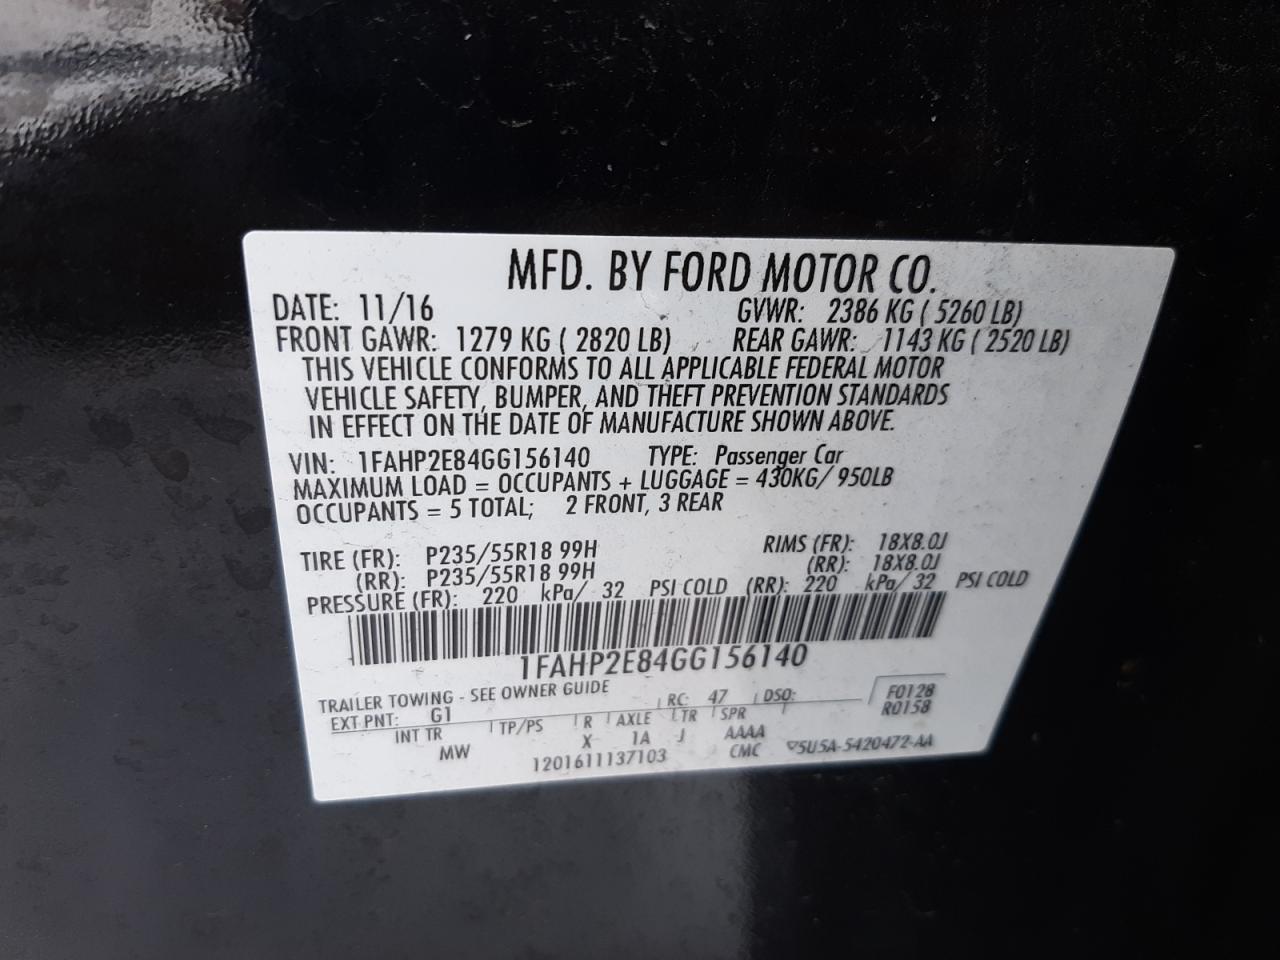 MFD. BY FORD MOTOR CO.
DATE: 11/16 GVWR: 2386 KG ( 5260 LB)
FRONT GAWR: 1279 KG ( 2820 LB) REAR GAWR: 1143 KG ( 2520 LB)
THIS VEHICLE CONFORMS TO ALL APPLICABLE FEDERAL MOTOR
VEHICLE SAFETY, BUMPER, AND THEFT PREVENTION STANDARDS
IN EFFECT ON THE DATE OF MANUFACTURE SHOWN ABOVE.
VIN: 1FAHP2E84GG156140 TYPE: Passenger Car
MAXIMUM LOAD = OCCUPANTS + LUGGAGE = 430KG/ 950LB
OCCUPANTS = 5 TOTAL; 2 FRONT, 3 REAR
TIRE (FR): P235/55R18 99H RIMS (FR): 18X8.0J
(RR): P235/55R18 99H (RR): 18X8.0J
PRESSURE (FR): 220 kPa/ 32 PSI COLD (RR): 220 kPa/ 32 PSI COLD
1FAHP2E84GG156140
TRAILER TOWING - SEE OWNER GUIDE RC: 47 DSO: F0128
EXT PNT: G1 R0158
INT TR TP/PS R AXLE TR SPR
MW X 1A J AAAA
1201611137103 CMC 5U5A-5420472-AA